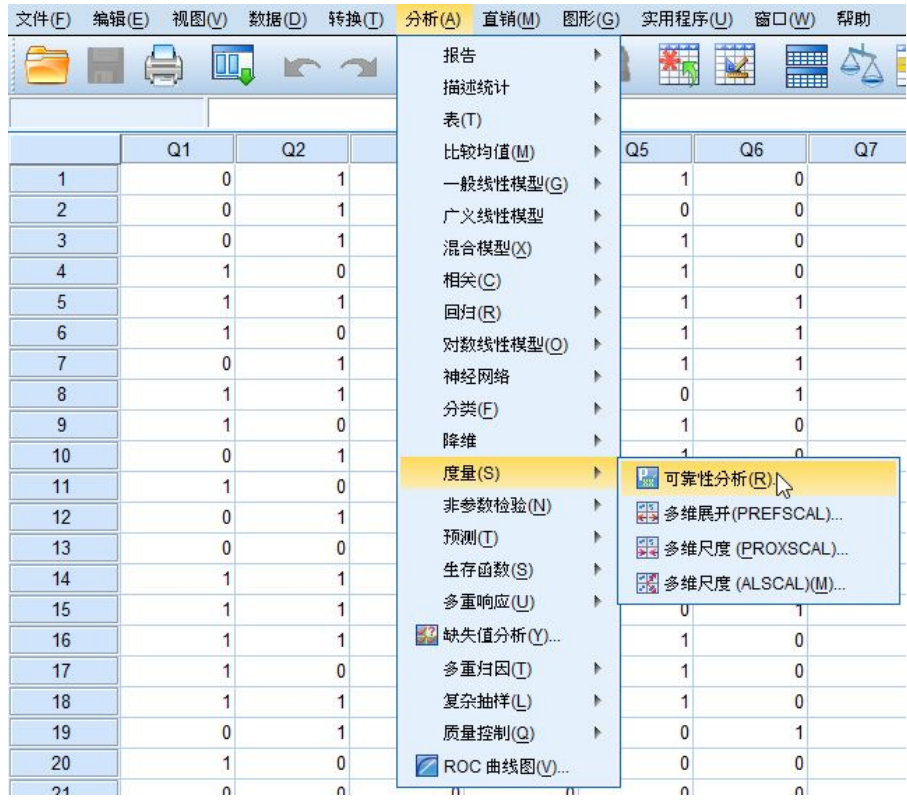 文件(F) 编辑(E) 视图(V) 数据(D) 转换(T) 分析(A) 直销(M) 图形(G) 实用程序(U) 窗口(W) 帮助
报告
描述统计
表(T)
比较均值(M)
一般线性模型(G)
广义线性模型
混合模型(X)
相关(C)
回归(R)
对数线性模型(O)
神经网络
分类(F)
降维
度量(S)
非参数检验(N)
预测(T)
生存函数(S)
多重响应(U)
缺失值分析(Y)...
多重归因(T)
复杂抽样(L)
质量控制(Q)
ROC 曲线图(V)...
可靠性分析(R)
多维展开(PREFSCAL)...
多维尺度 (PROXSCAL)...
多维尺度 (ALSCAL)(M)...
Q1 Q2 Q5 Q6 Q7
1 0 1 1 0
2 0 1 0 0
3 0 1 1 0
4 1 0 1 0
5 1 1 1 1
6 1 0 1 1
7 0 1 1 1
8 1 1 0 1
9 1 0 1 0
10 0 1 1 0
11 1 0
12 0 1
13 0 0
14 1 1
15 1 1 0 1
16 1 1 1 0
17 1 0 1 0
18 1 1 1 0
19 0 1 0 1
20 1 0 0 0
21 0 0 0 0 0 0